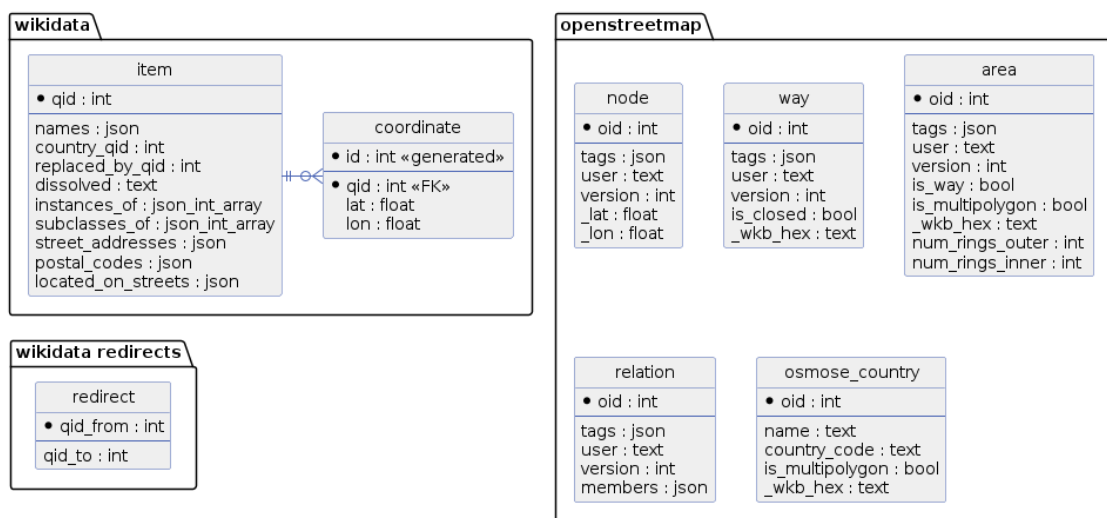 wikidata
item
• qid : int
names : json
country_qid : int
replaced_by_qid : int
dissolved : text
instances_of : json_int_array
subclasses_of : json_int_array
street_addresses : json
postal_codes : json
located_on_streets : json
coordinate
• id : int «generated»
• qid : int «FK»
lat : float
lon : float
wikidata redirects
redirect
• qid_from : int
qid_to : int
openstreetmap
node
• oid : int
tags : json
user : text
version : int
_lat : float
_lon : float
way
• oid : int
tags : json
user : text
version : int
is_closed : bool
_wkb_hex : text
area
• oid : int
tags : json
user : text
version : int
is_way : bool
is_multipolygon : bool
_wkb_hex : text
num_rings_outer : int
num_rings_inner : int
relation
• oid : int
tags : json
user : text
version : int
members : json
osmose_country
• oid : int
name : text
country_code : text
is_multipolygon : bool
_wkb_hex : text